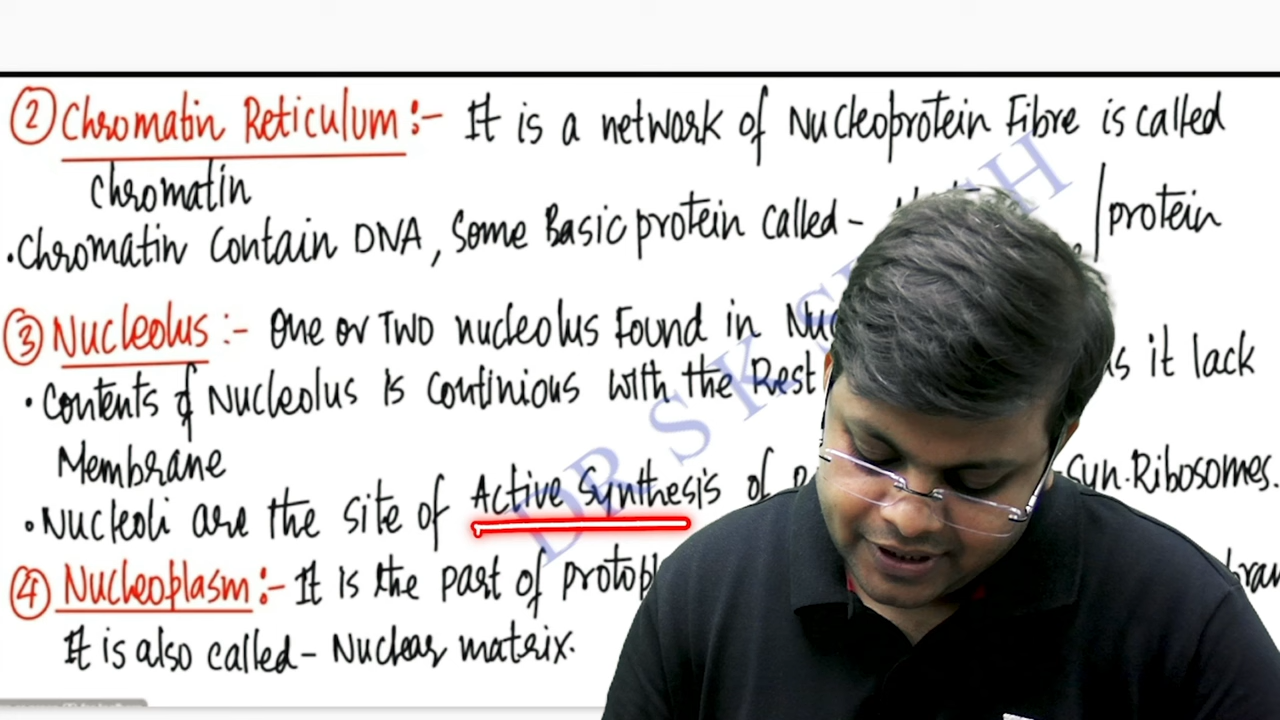 ② Chromatin Reticulum :- It is a network of Nucleoprotein Fibre is called
chromatin
• Chromatin Contain DNA, Some Basic protein called - / protein
③ Nucleolus :- One or Two nucleolus Found in
• Contents of Nucleolus is Continious with the Rest it lack
Membrane
• Nucleoli are the site of Active Synthesis of Syn. Ribosomes.
④ Nucleoplasm :- It is the part of
It is also called - Nuclear matrix.
DR S K